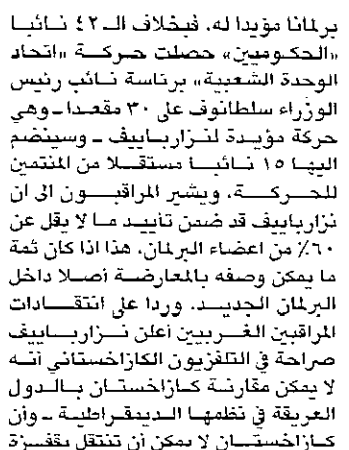 برلمانا مؤيدا له. فبخلاف الـ ٤٢ نائبا
«الحكوميين» حصلت حركة «اتحاد
الوحدة الشعبية» برئاسة نائب رئيس
الوزراء سلطانوف على ٣٠ مقعدا ـ وهي
حركة مؤيدة لنزارباييف ـ وسينضم
اليها ١٥ نائبا مستقلا من المنتمين
للحركة. ويشير المراقبون الى ان
نزارباييف قد ضمن تأييد ما لا يقل عن
٦٠٪ من اعضاء البرلمان، هذا اذا كان ثمة
ما يمكن وصفه بالمعارضة أصلا داخل
البرلمان الجديد. وردا على انتقادات
المراقبين الغربيين أعلن نزارباييف
صراحة في التلفزيون الكازاخستاني أنه
لا يمكن مقارنة كازاخستان بالدول
العريقة في نظمها الديمقراطية ـ وأن
كازاخستان لا يمكن أن تنتقل بقفزة